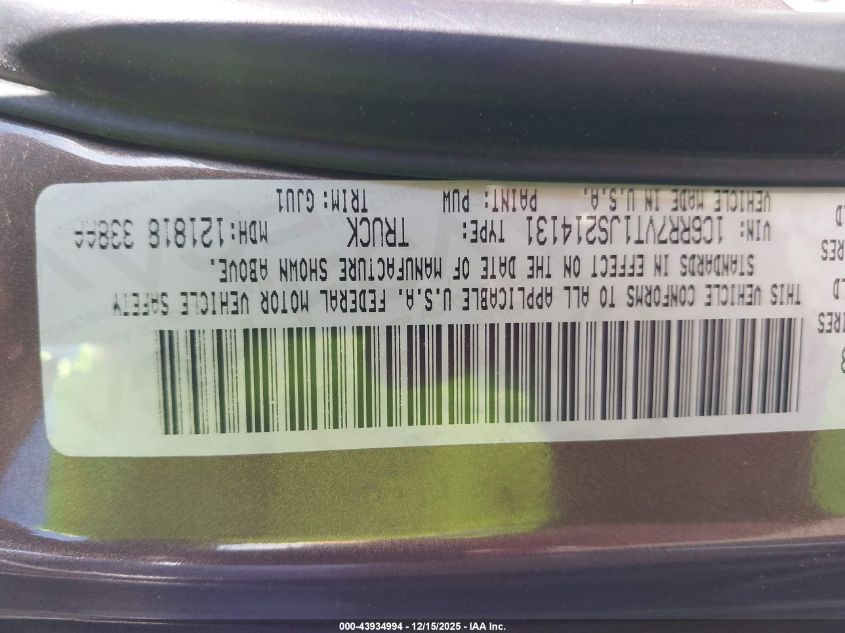 THIS VEHICLE CONFORMS TO ALL APPLICABLE U.S.A. FEDERAL MOTOR VEHICLE SAFETY
STANDARDS IN EFFECT ON THE DATE OF MANUFACTURE SHOWN ABOVE.
VIN: 1C6RR7VT1JS214131 TYPE: TRUCK MDH: 121818
VEHICLE MADE IN U.S.A. PAINT: PUW TRIM: GJU1
000-43934994 - 12/15/2025 - IAA Inc.